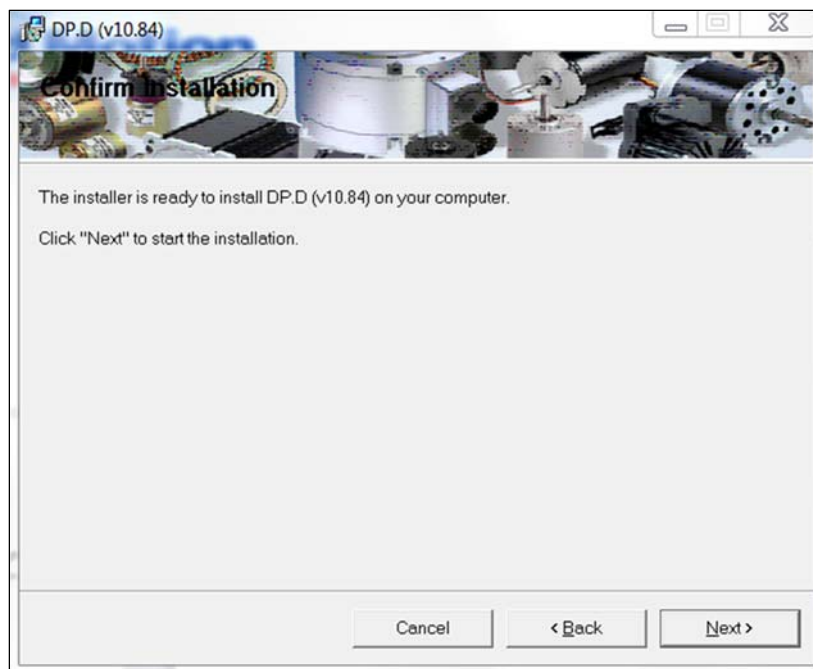 DP.D (v10.84)
Confirm Installation
The installer is ready to install DP.D (v10.84) on your computer.
Click "Next" to start the installation.
Cancel
< Back
Next >